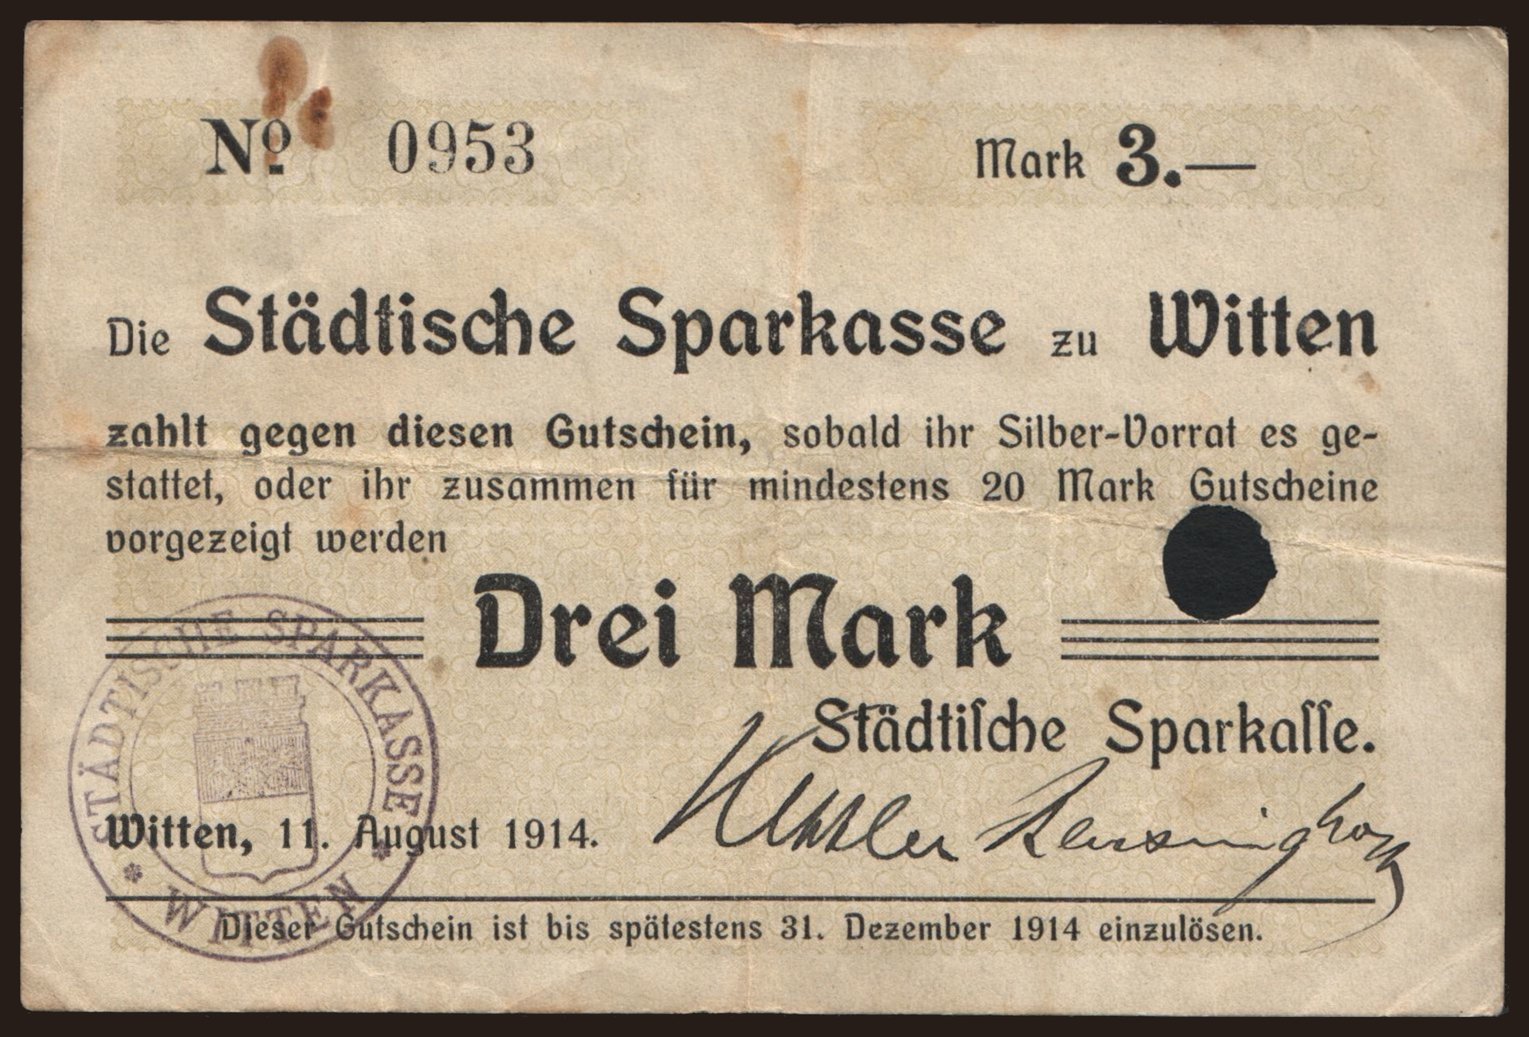 Nº 0953 Mark 3.—
Die Städtische Sparkasse zu Witten
zahlt gegen diesen Gutschein, sobald ihr Silber-Vorrat es ge-
stattet, oder ihr zusammen für mindestens 20 Mark Gutscheine
vorgezeigt werden
Drei Mark
Städtiſche Sparkaſſe.
Witten, 11. August 1914.
Dieser Gutschein ist bis spätestens 31. Dezember 1914 einzulösen.
STÄDTISCHE SPARKASSE
* WITTEN *